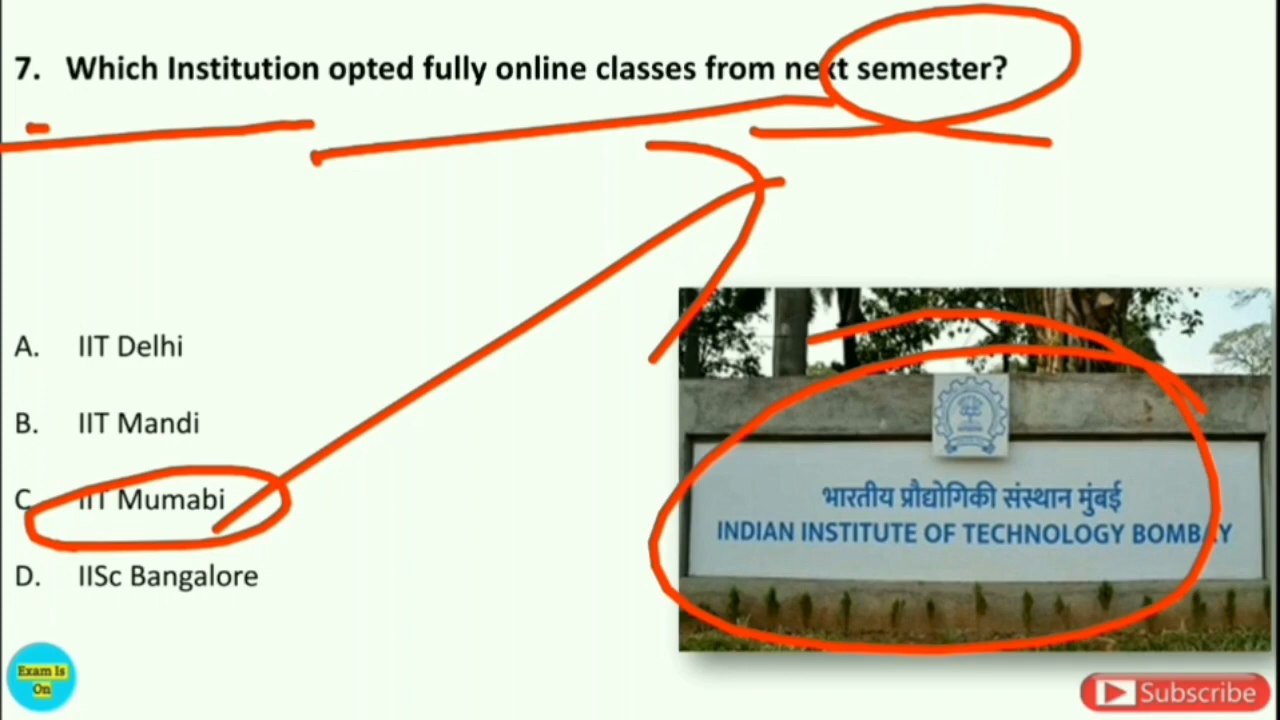 7. Which Institution opted fully online classes from next semester?
A. IIT Delhi
B. IIT Mandi
C. IIT Mumabi
D. IISc Bangalore
भारतीय प्रौद्योगिकी संस्थान मुंबई
INDIAN INSTITUTE OF TECHNOLOGY BOMBAY
Exam Is
On
Subscribe